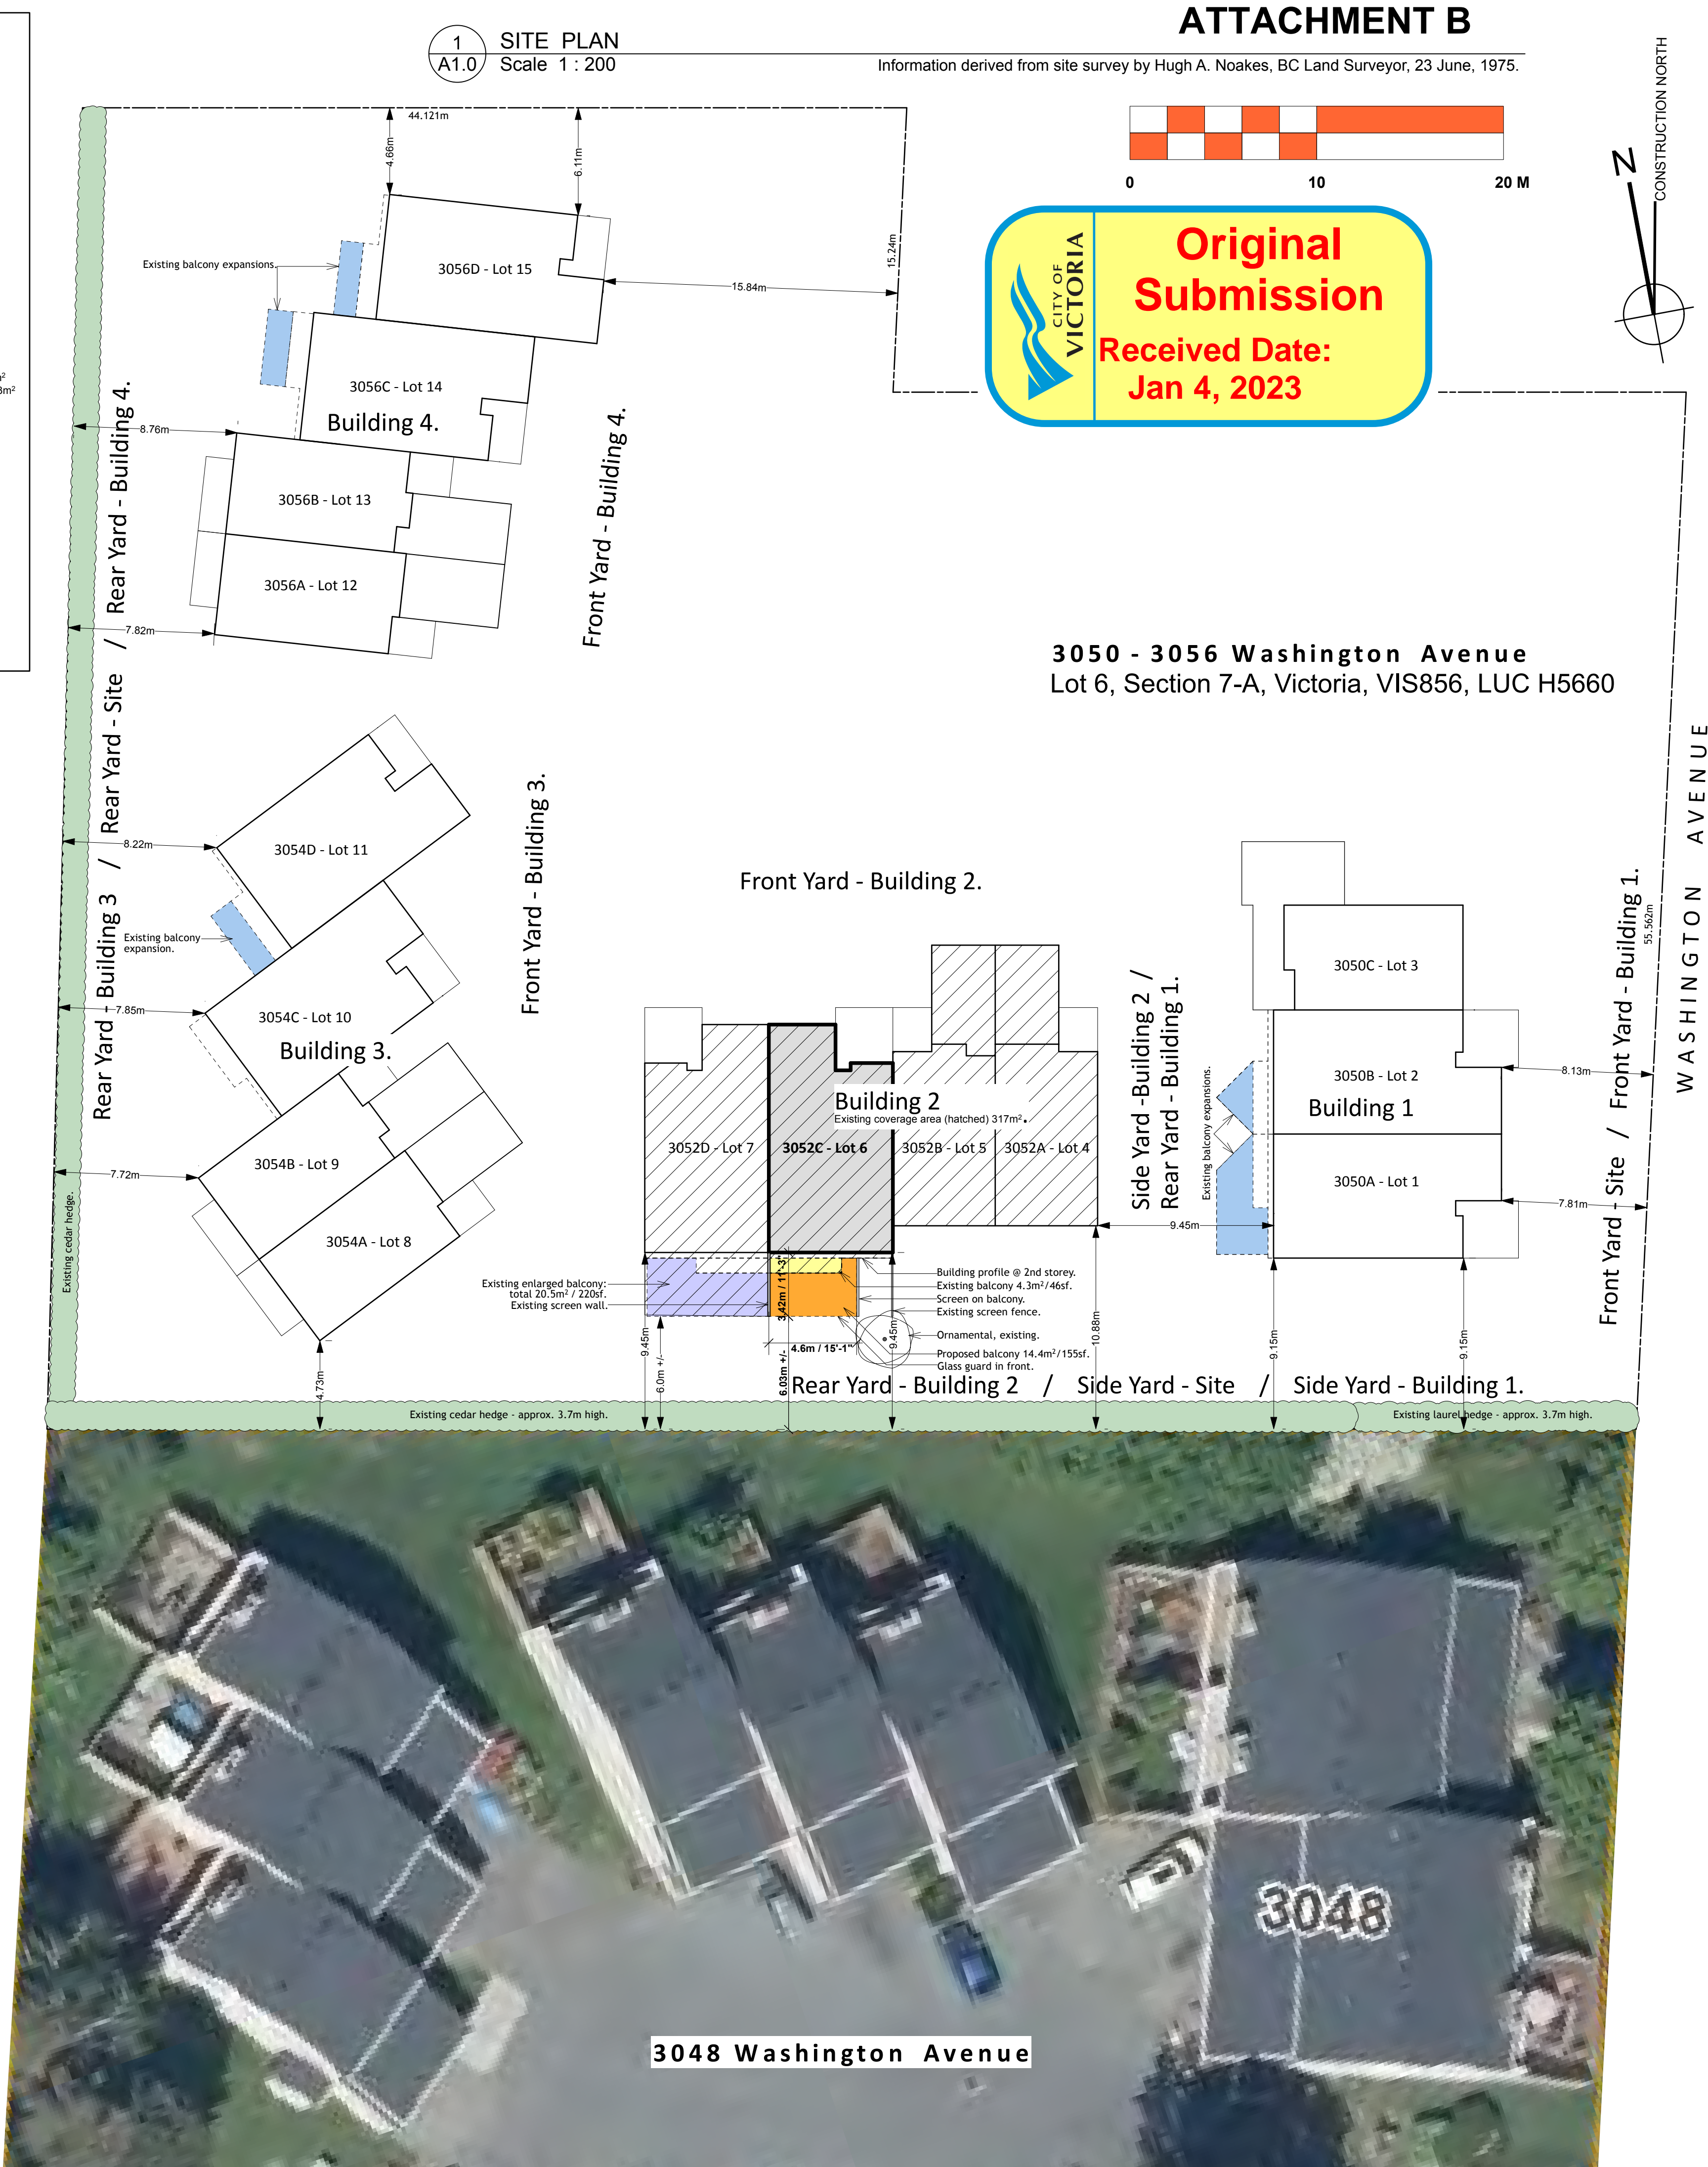 ATTACHMENT B
1
A1.0
SITE PLAN
Scale 1 : 200
Information derived from site survey by Hugh A. Noakes, BC Land Surveyor, 23 June, 1975.
0
10
20 M
N
CONSTRUCTION NORTH
CITY OF
VICTORIA
Original
Submission
Received Date:
Jan 4, 2023
44.121m
4.66m
6.11m
15.24m
15.84m
Existing balcony expansions.
3056D - Lot 15
3056C - Lot 14
Building 4.
8.76m
3056B - Lot 13
3056A - Lot 12
7.82m
Rear Yard - Building 3 / Rear Yard - Site / Rear Yard - Building 4.
Front Yard - Building 4.
3050 - 3056 Washington Avenue
Lot 6, Section 7-A, Victoria, VIS856, LUC H5660
WASHINGTON AVENUE
8.22m
3054D - Lot 11
Existing balcony
expansion.
7.85m
3054C - Lot 10
Building 3.
3054B - Lot 9
7.72m
3054A - Lot 8
Existing cedar hedge.
4.73m
Front Yard - Building 3.
Front Yard - Building 2.
Building 2
Existing coverage area (hatched) 317m².
3052D - Lot 7
3052C - Lot 6
3052B - Lot 5
3052A - Lot 4
Side Yard -Building 2 /
Rear Yard - Building 1.
Existing balcony expansions.
3050C - Lot 3
3050B - Lot 2
Building 1
3050A - Lot 1
8.13m
7.81m
55.562m
Front Yard - Site / Front Yard - Building 1.
9.45m
Existing enlarged balcony:
total 20.5m² / 220sf.
Existing screen wall.
3.42m / 11'-3"
4.6m / 15'-1"
Building profile @ 2nd storey.
Existing balcony 4.3m²/46sf.
Screen on balcony.
Existing screen fence.
Ornamental, existing.
Proposed balcony 14.4m²/155sf.
Glass guard in front.
9.45m
6.0m +/-
6.03m +/-
9.45m
10.88m
9.15m
9.15m
Rear Yard - Building 2 / Side Yard - Site / Side Yard - Building 1.
Existing cedar hedge - approx. 3.7m high.
Existing laurel hedge - approx. 3.7m high.
3048
3048 Washington Avenue